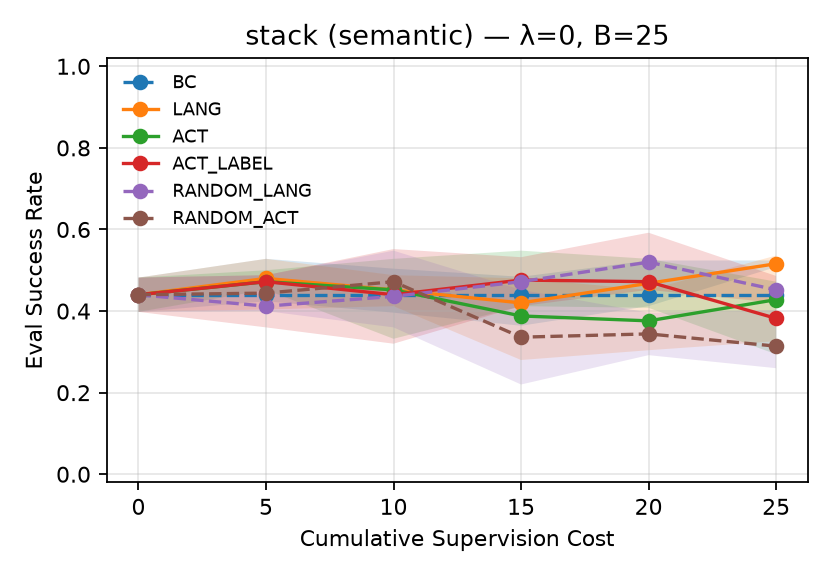 stack (semantic) — λ=0, B=25
1.0
0.8
0.6
0.4
0.2
0.0
Eval Success Rate
BC
LANG
ACT
ACT_LABEL
RANDOM_LANG
RANDOM_ACT
0 5 10 15 20 25
Cumulative Supervision Cost